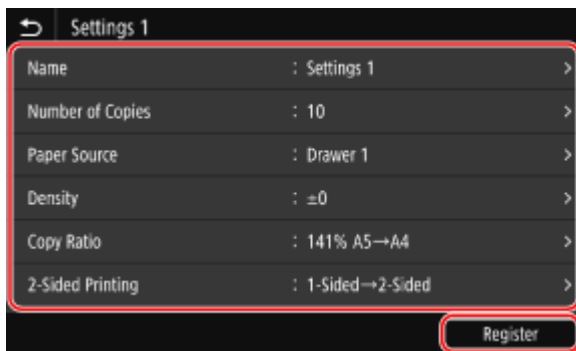 Settings 1
Name : Settings 1 >
Number of Copies : 10 >
Paper Source : Drawer 1 >
Density : ±0 >
Copy Ratio : 141% A5→A4 >
2-Sided Printing : 1-Sided→2-Sided >
Register